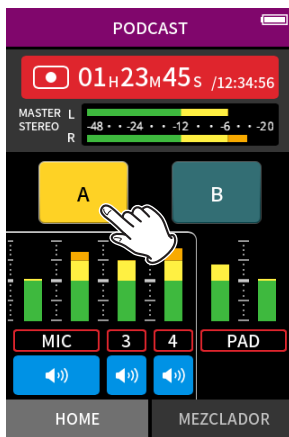 PODCAST
01H23M45S /12:34:56
MASTER L
STEREO -48 · · -24 · · -12 · · -6 · · -20
R
A B
MIC 3 4 PAD
HOME MEZCLADOR